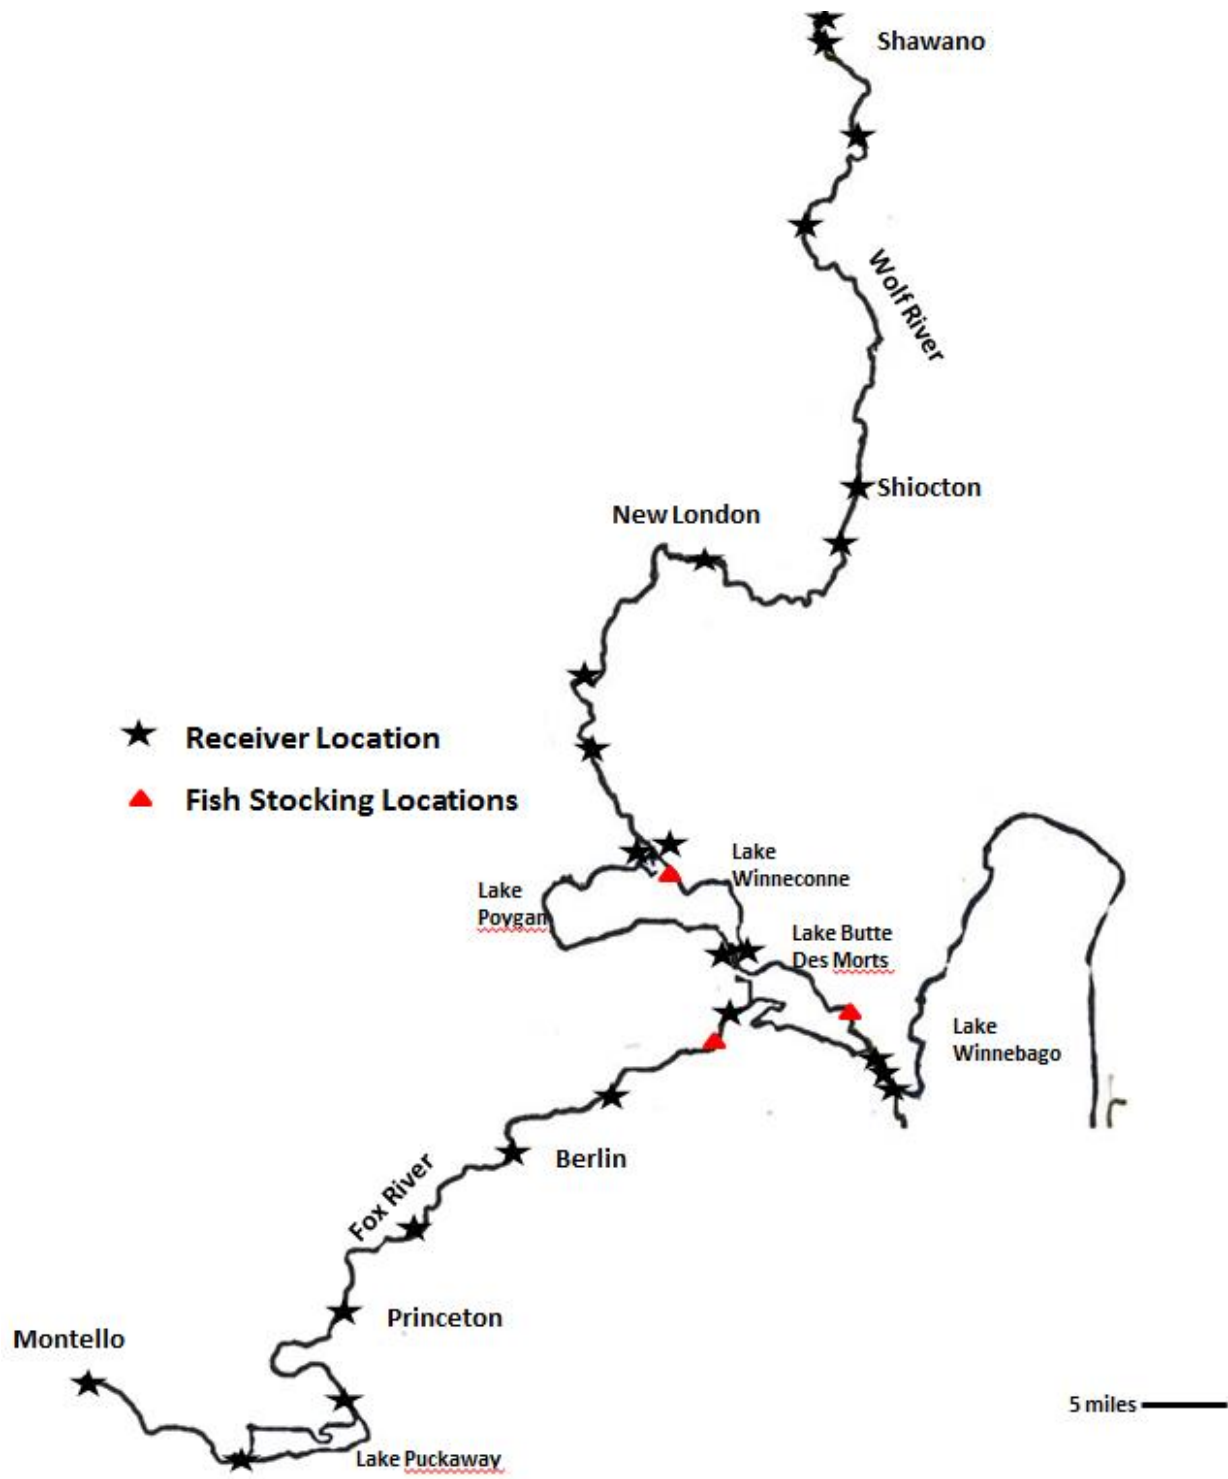 Shawano
Wolf River
Shiocton
New London
Receiver Location
Fish Stocking Locations
Lake
Winneconne
Lake
Poygan
Lake Butte
Des Morts
Lake
Winnebago
Berlin
Fox River
Princeton
Montello
5 miles
Lake Puckaway